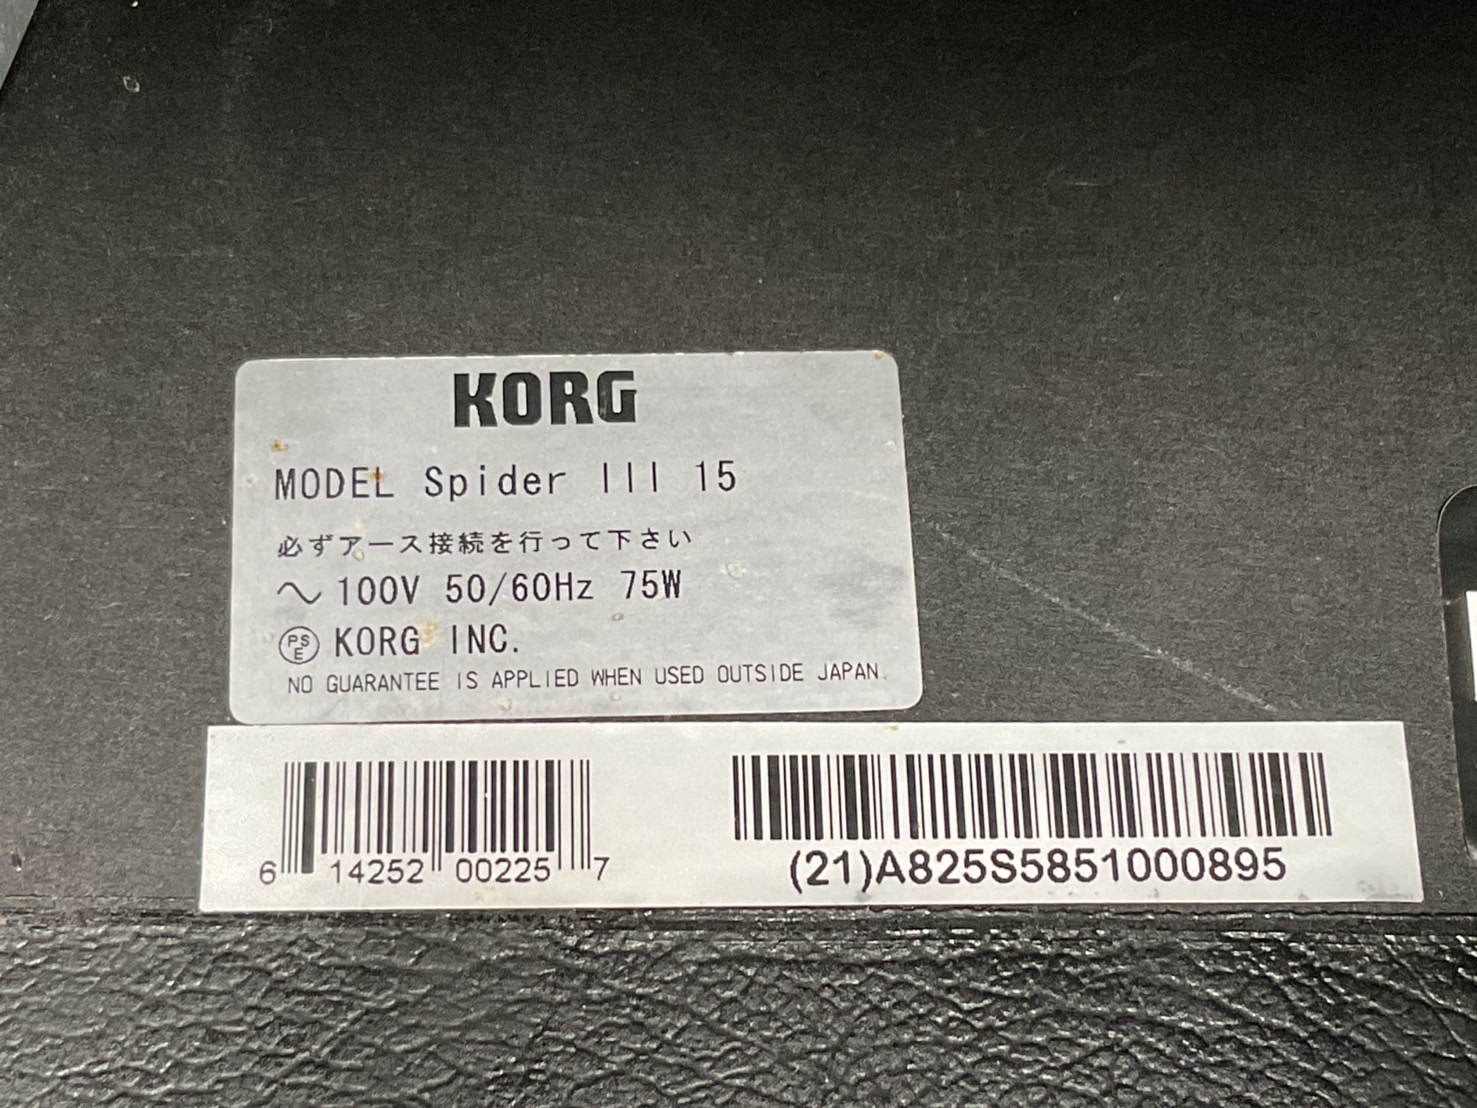 KORG
MODEL Spider III 15
必ずアース接続を行って下さい
〜 100V 50/60Hz 75W
PSE KORG INC.
NO GUARANTEE IS APPLIED WHEN USED OUTSIDE JAPAN.
6 14252 00225 7
(21)A825S5851000895